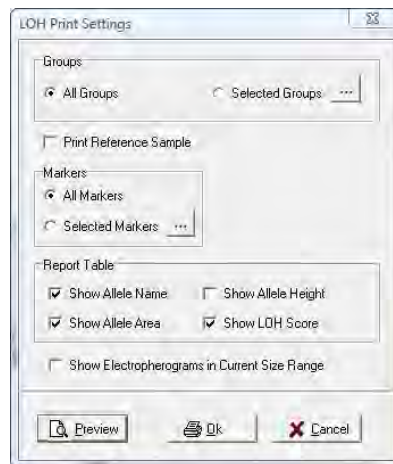 LOH Print Settings
Groups
All Groups Selected Groups ...
Print Reference Sample
Markers
All Markers
Selected Markers ...
Report Table
Show Allele Name Show Allele Height
Show Allele Area Show LOH Score
Show Electropherograms in Current Size Range
Preview Ok Cancel